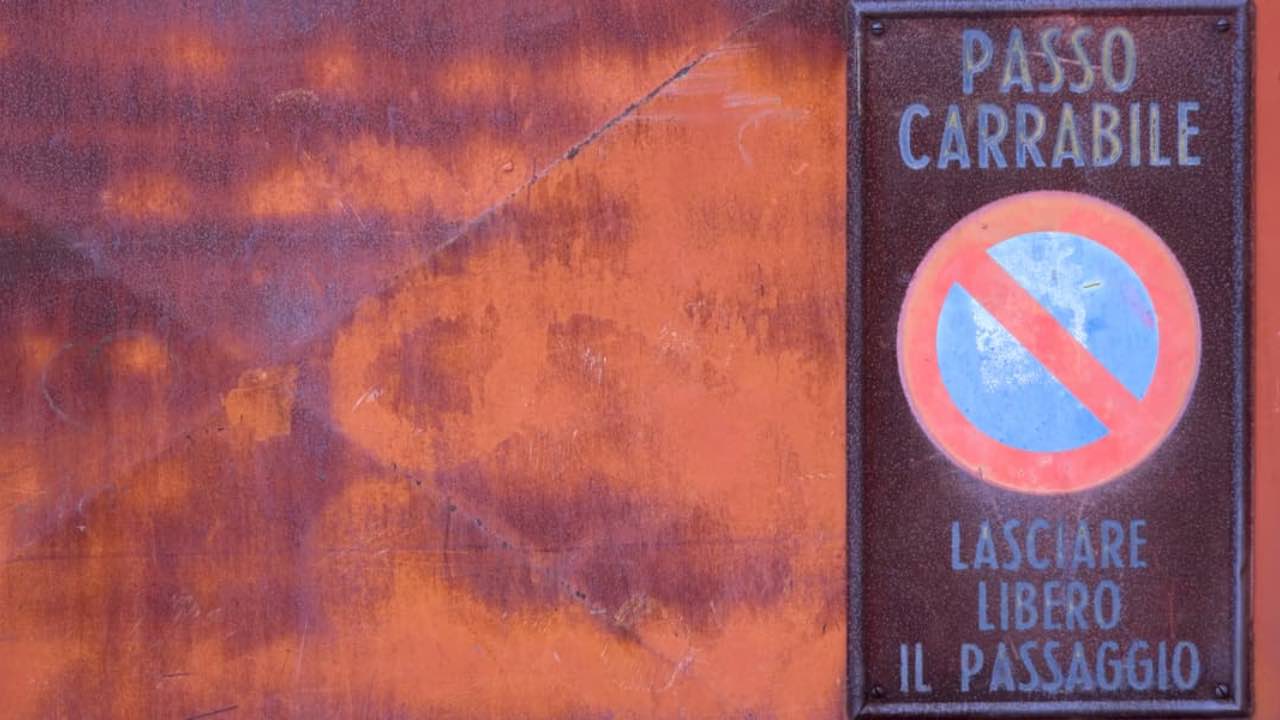 PASSO
CARRABILE
LASCIARE
LIBERO
IL PASSAGGIO